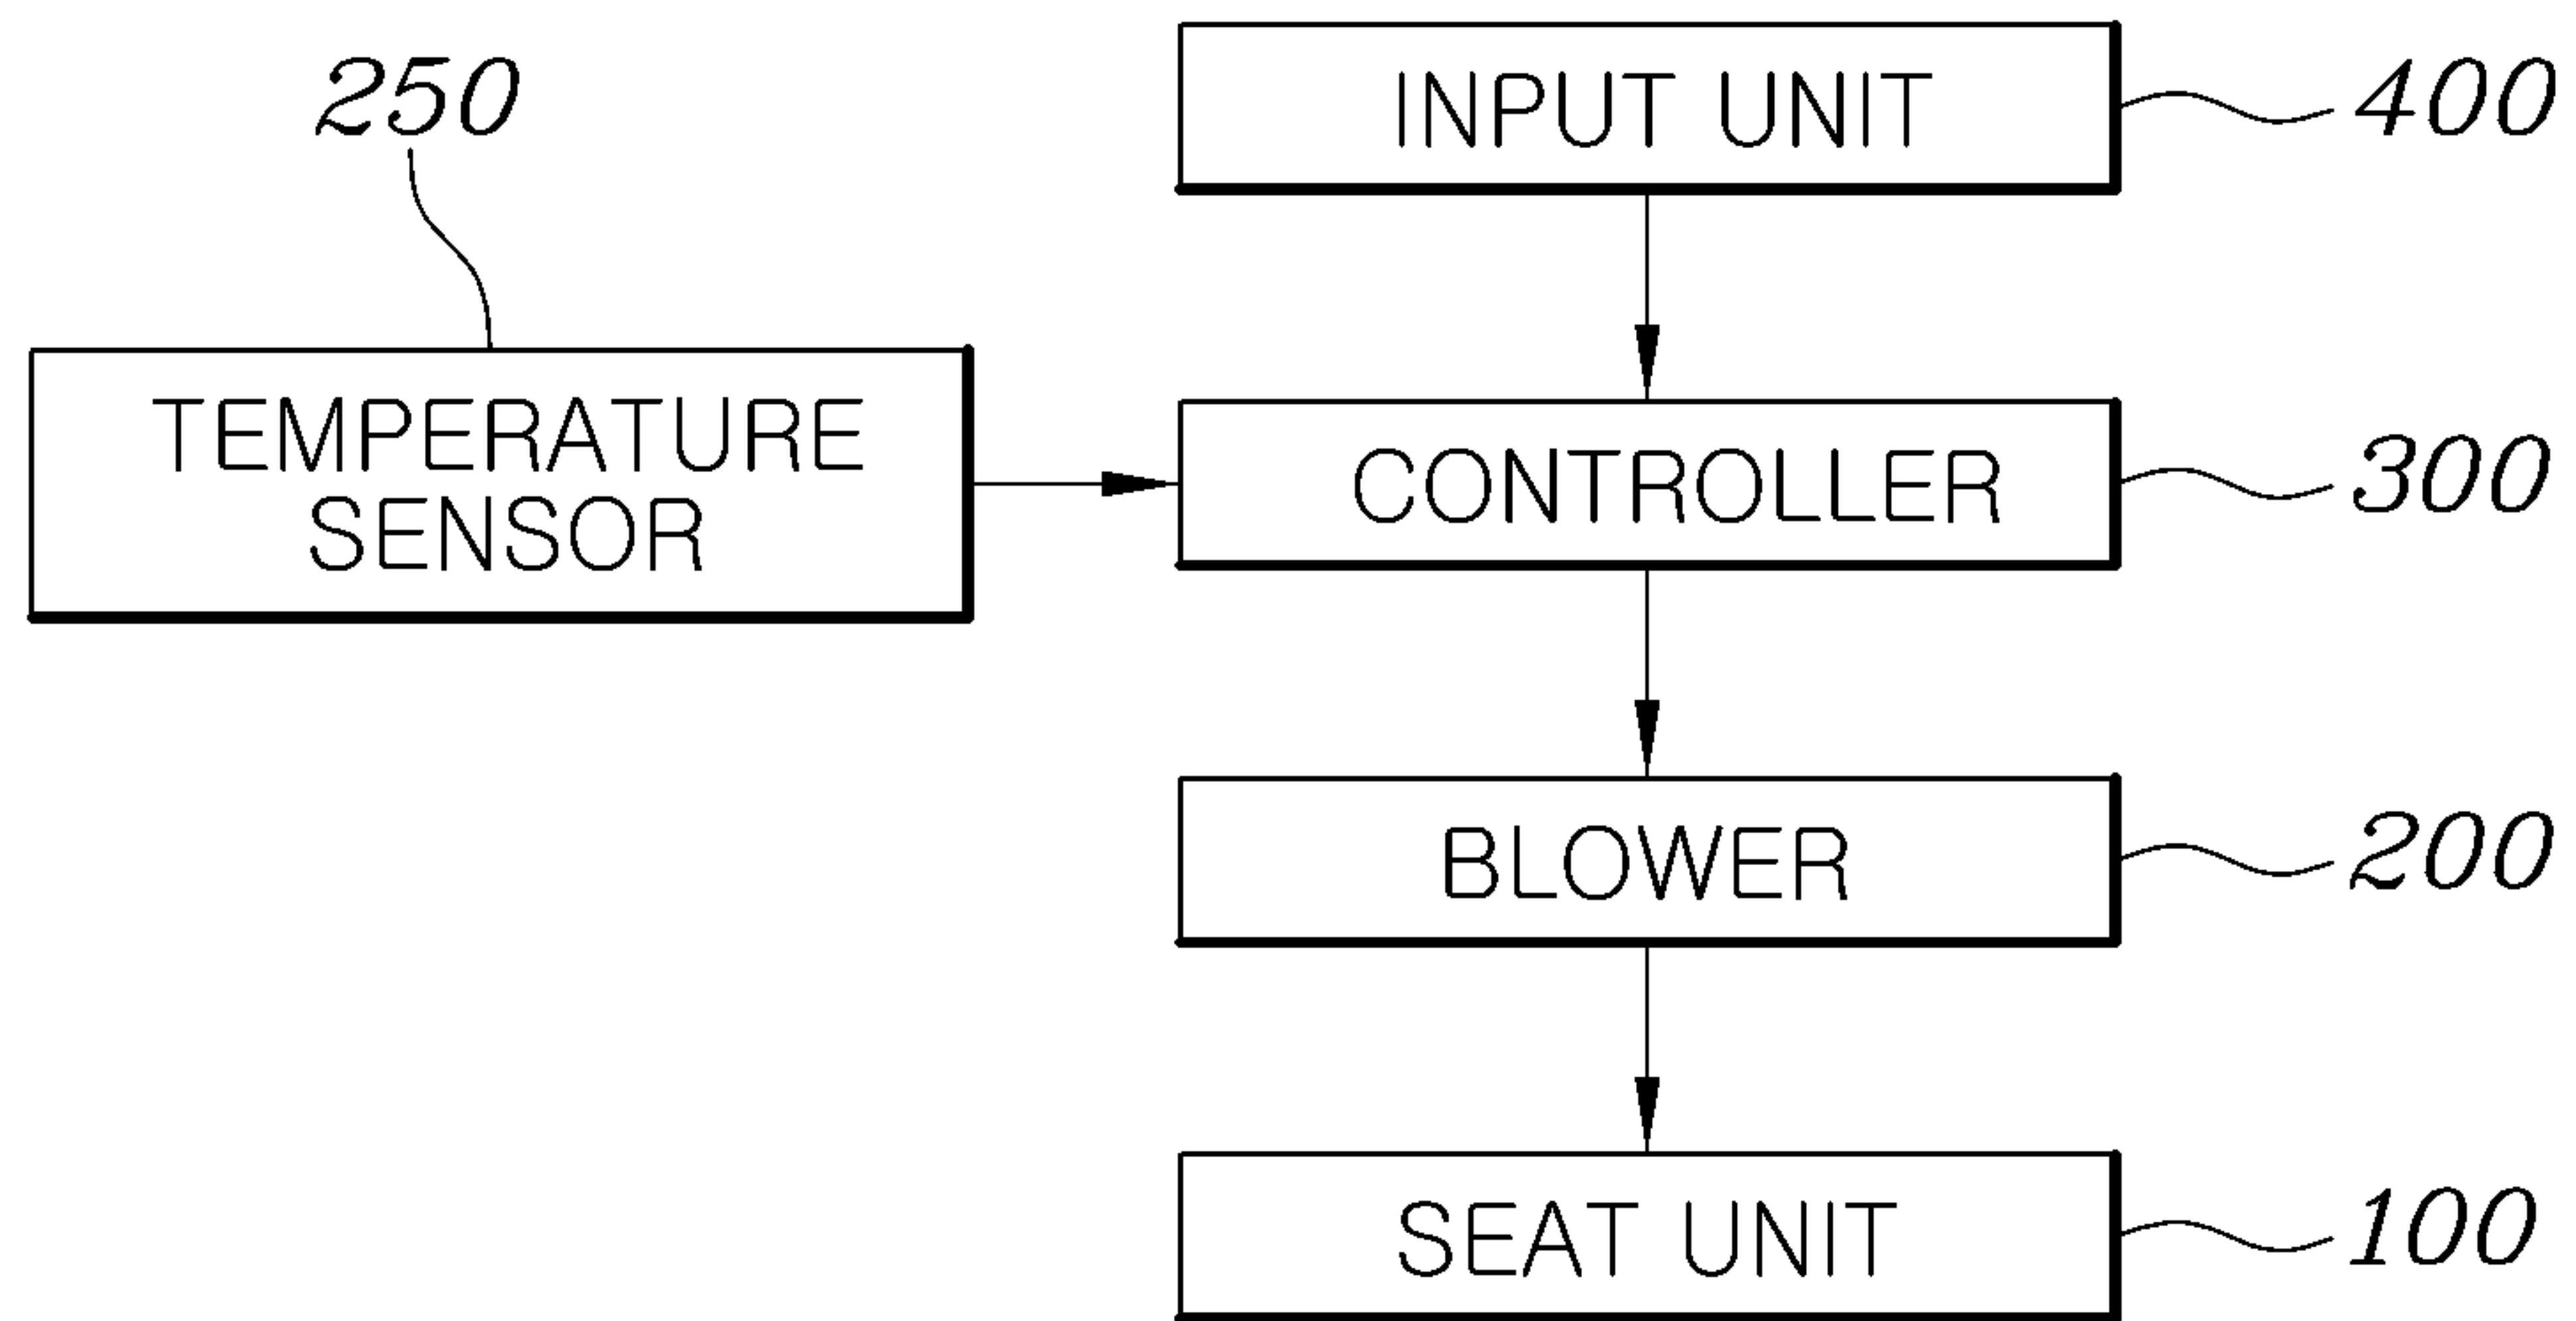 250
INPUT UNIT
400
TEMPERATURE
SENSOR
CONTROLLER
300
BLOWER
200
SEAT UNIT
100